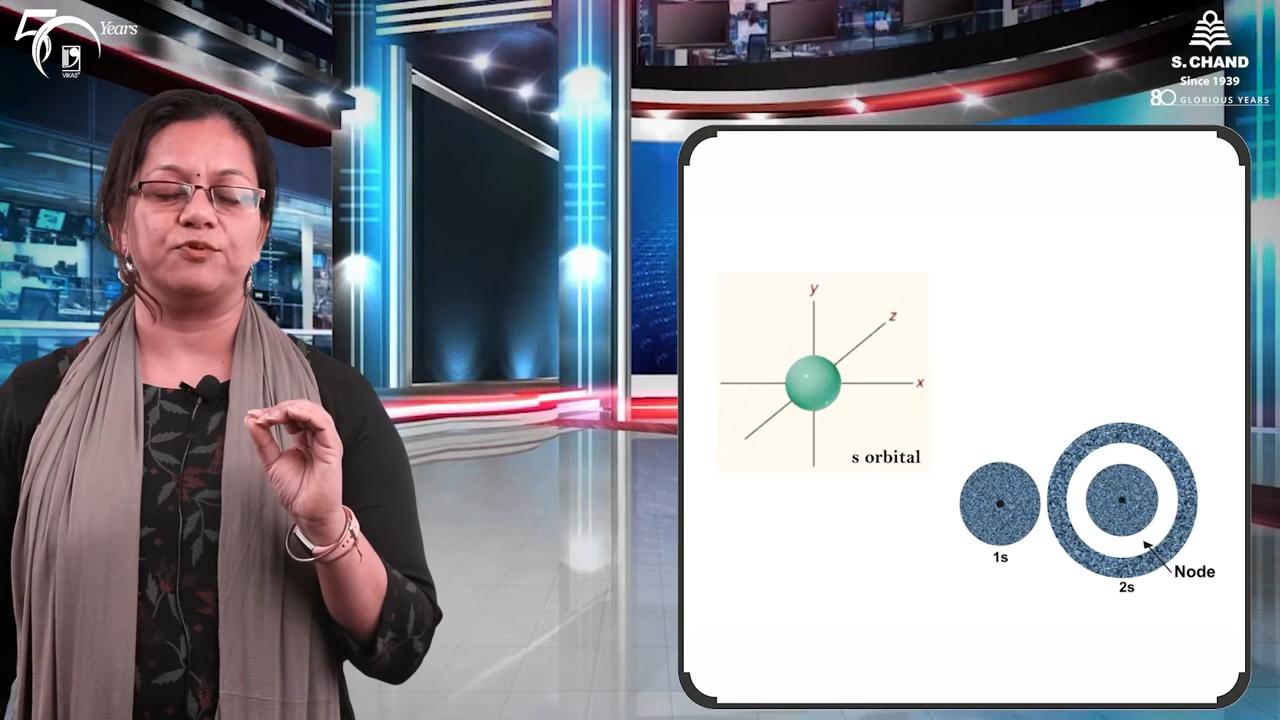 50 Years
VIKAS®
S. CHAND
Since 1939
80 GLORIOUS YEARS
y
z
x
s orbital
1s
Node
2s